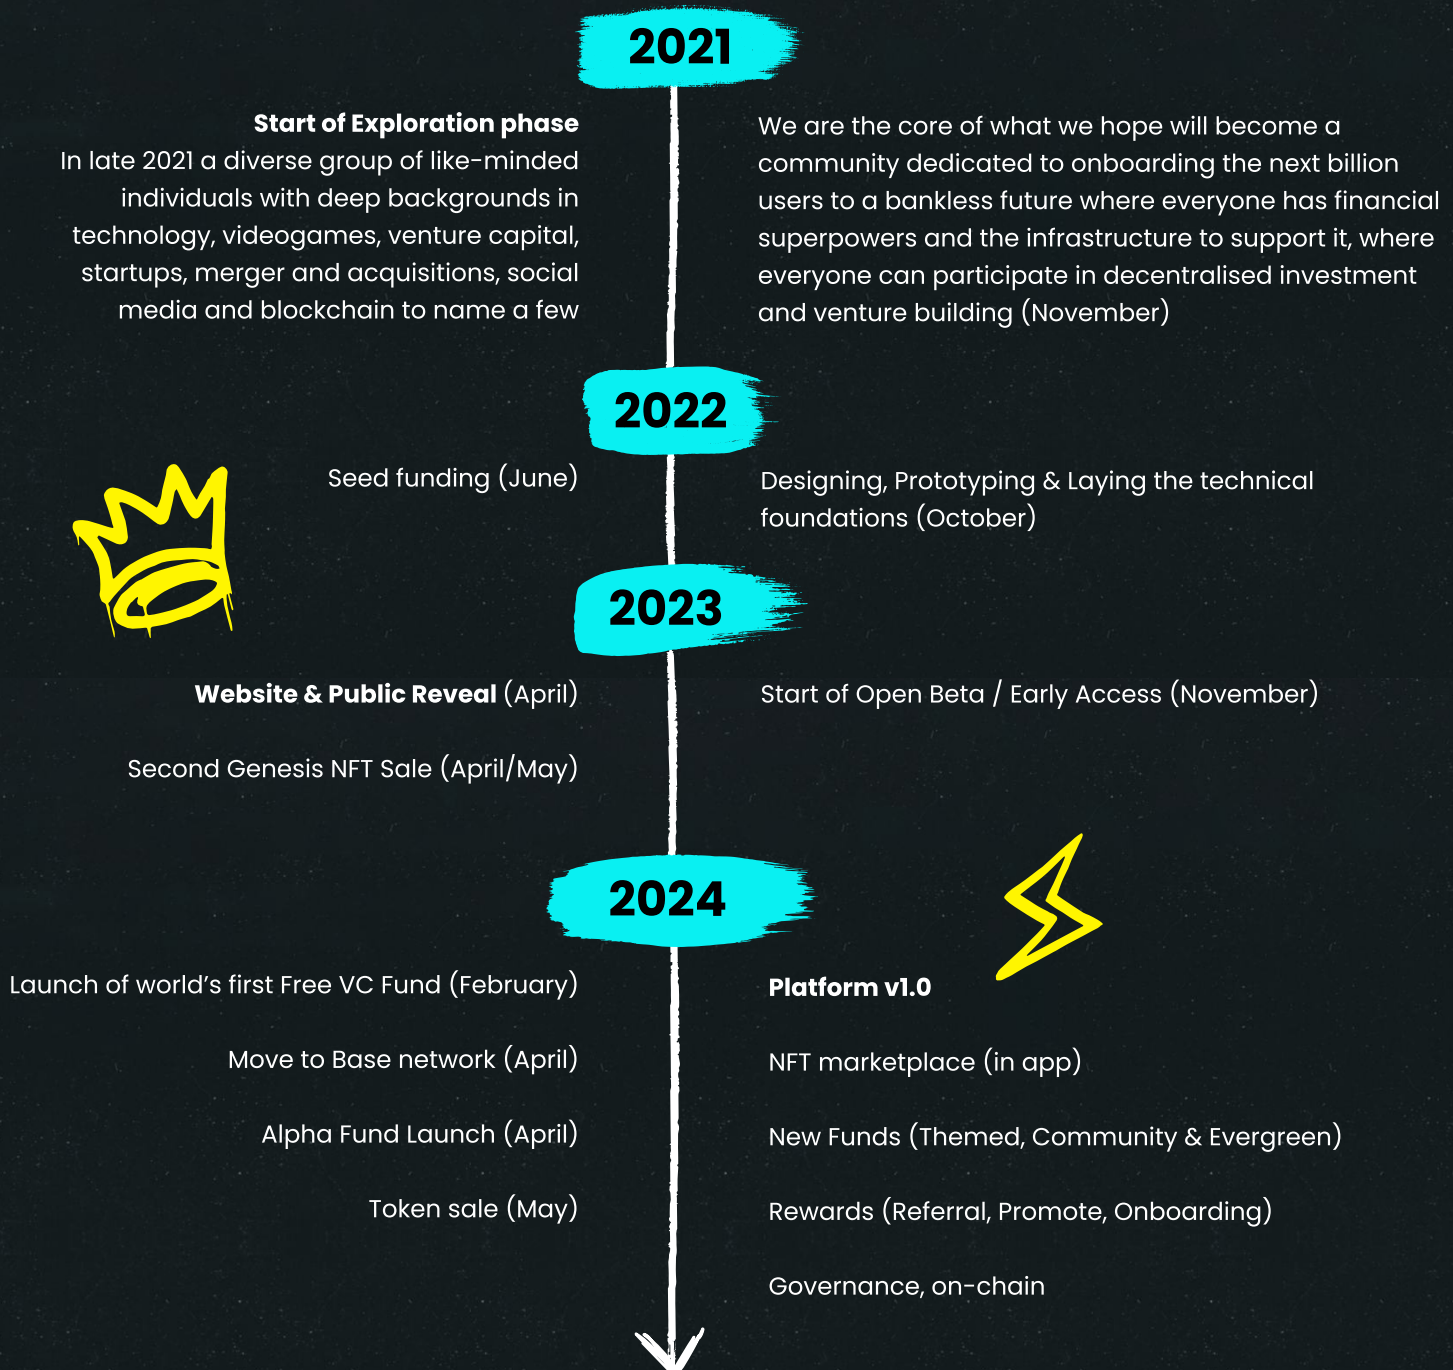 2021
Start of Exploration phase
In late 2021 a diverse group of like-minded
individuals with deep backgrounds in
technology, videogames, venture capital,
startups, merger and acquisitions, social
media and blockchain to name a few
We are the core of what we hope will become a
community dedicated to onboarding the next billion
users to a bankless future where everyone has financial
superpowers and the infrastructure to support it, where
everyone can participate in decentralised investment
and venture building (November)
2022
Seed funding (June)
Designing, Prototyping & Laying the technical
foundations (October)
2023
Website & Public Reveal (April)
Second Genesis NFT Sale (April/May)
Start of Open Beta / Early Access (November)
2024
Launch of world’s first Free VC Fund (February)
Move to Base network (April)
Alpha Fund Launch (April)
Token sale (May)
Platform v1.0
NFT marketplace (in app)
New Funds (Themed, Community & Evergreen)
Rewards (Referral, Promote, Onboarding)
Governance, on-chain